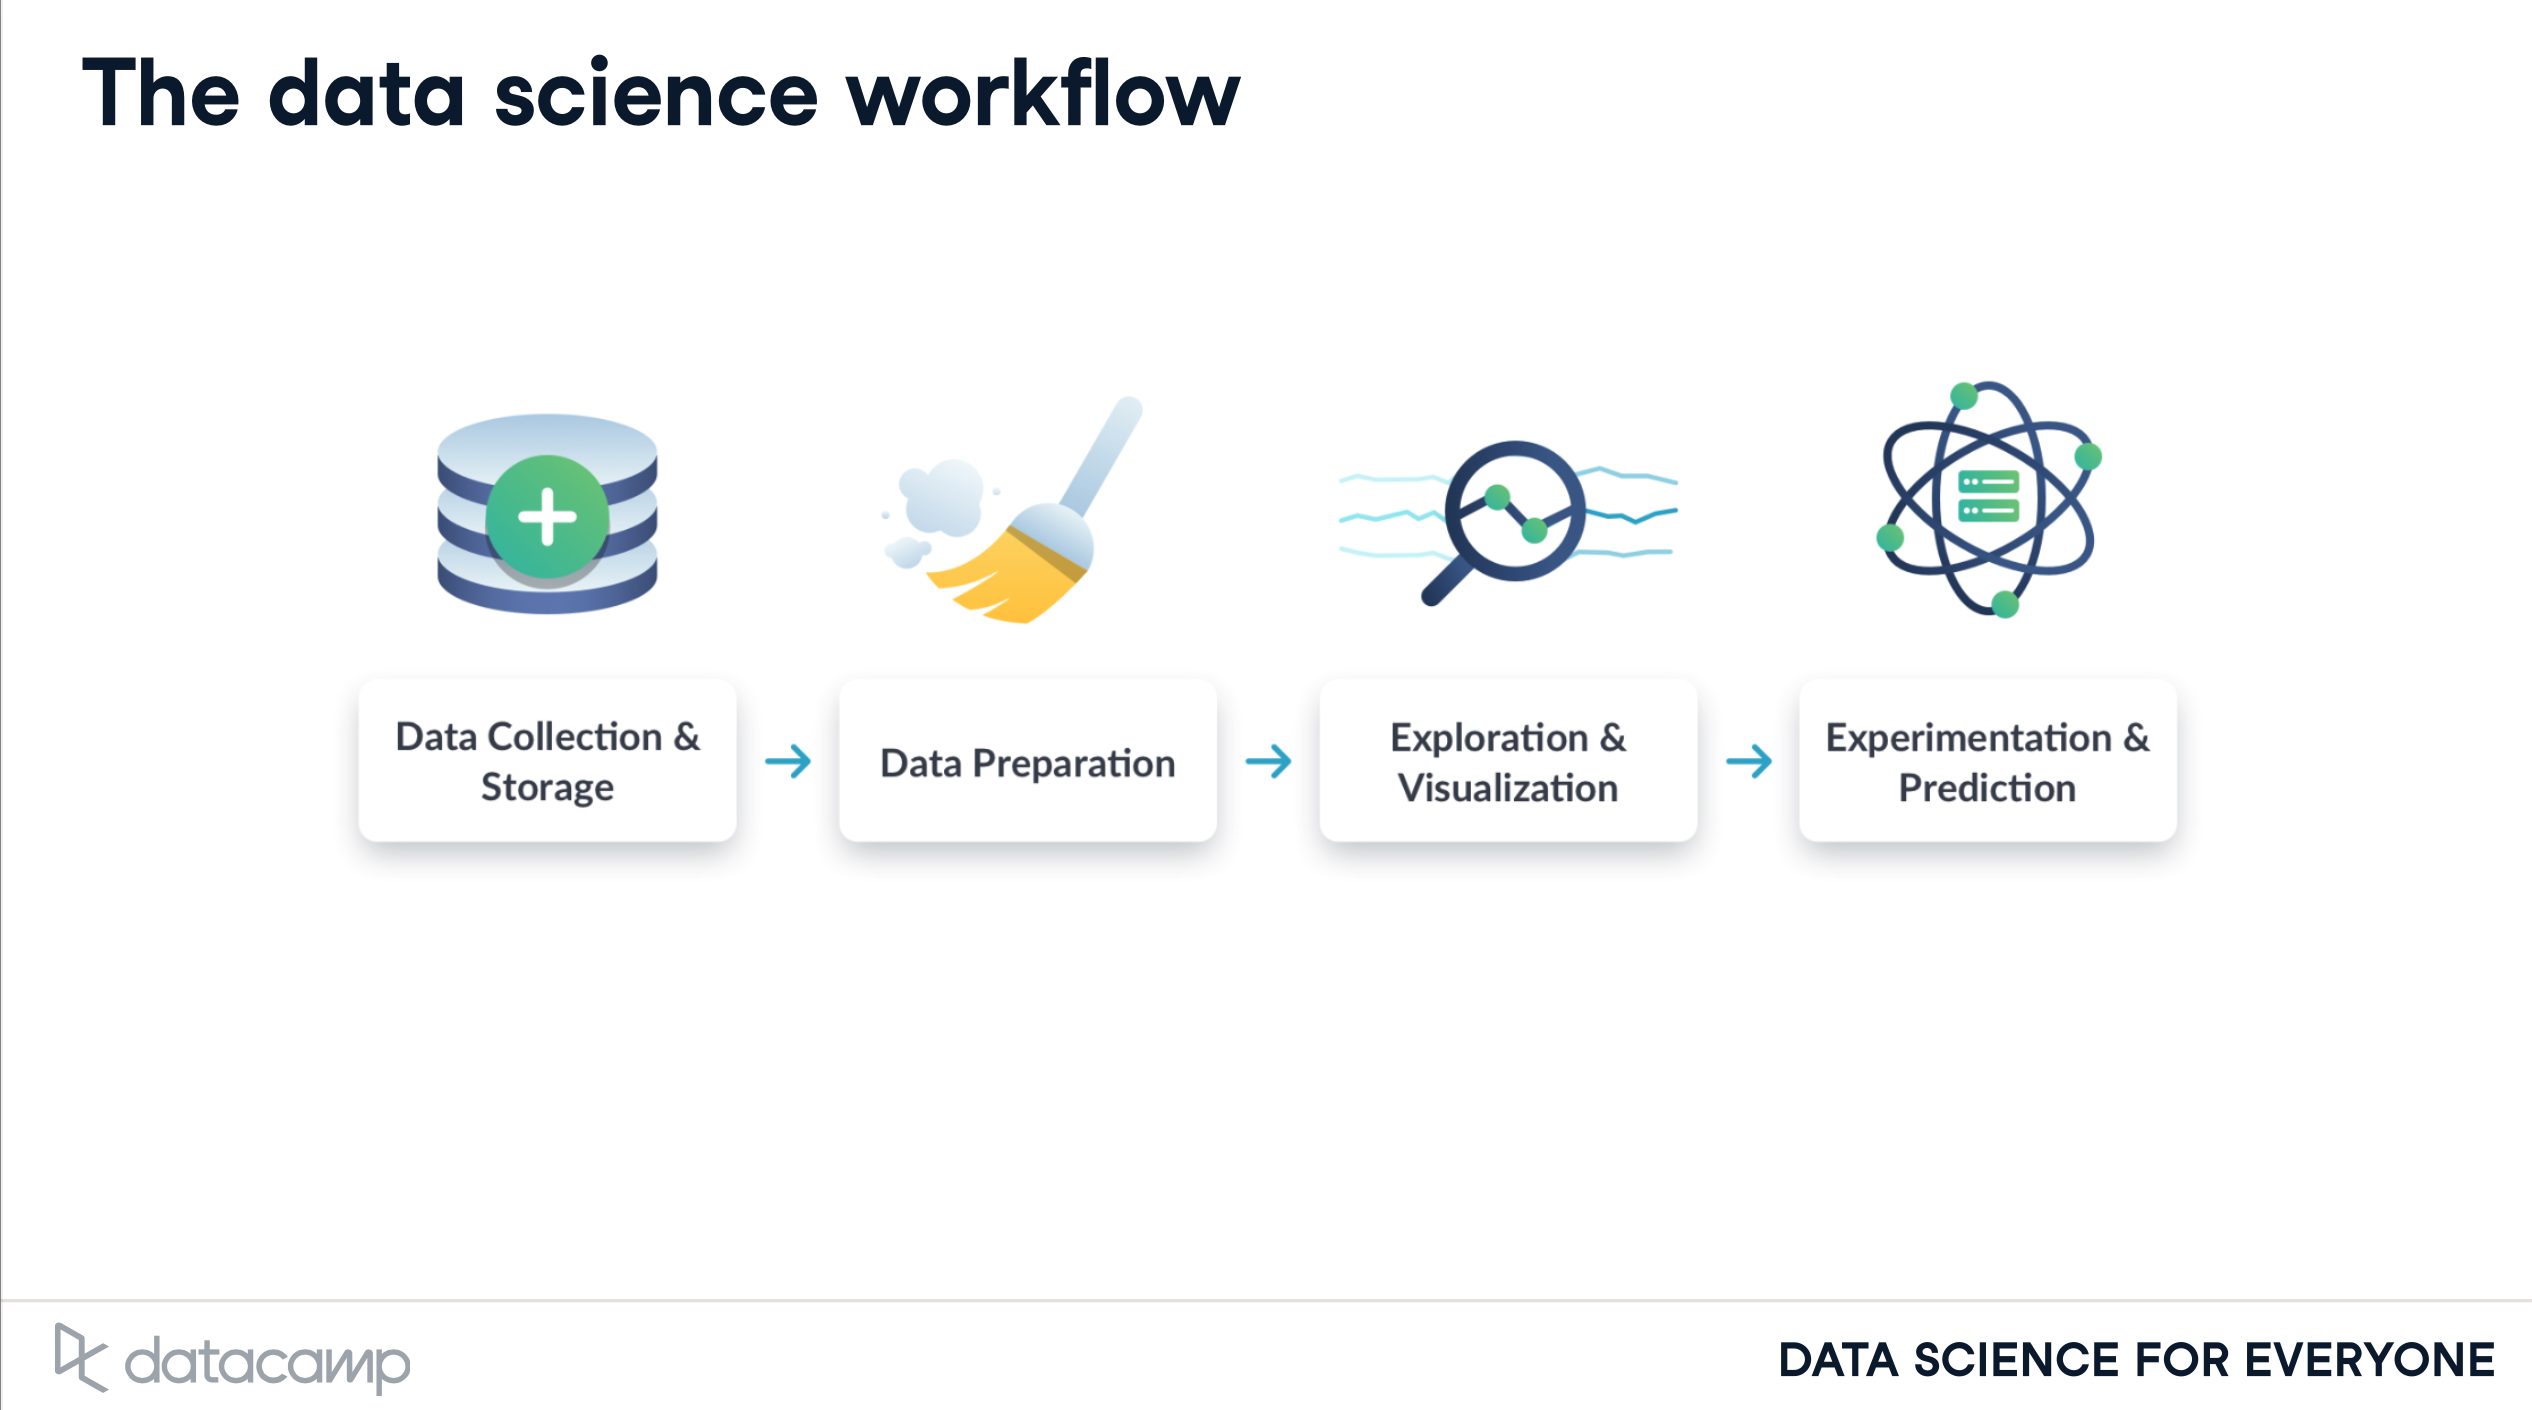 The data science workflow
Data Collection &
Storage
Data Preparation
Exploration &
Visualization
Experimentation &
Prediction
datacamp
DATA SCIENCE FOR EVERYONE